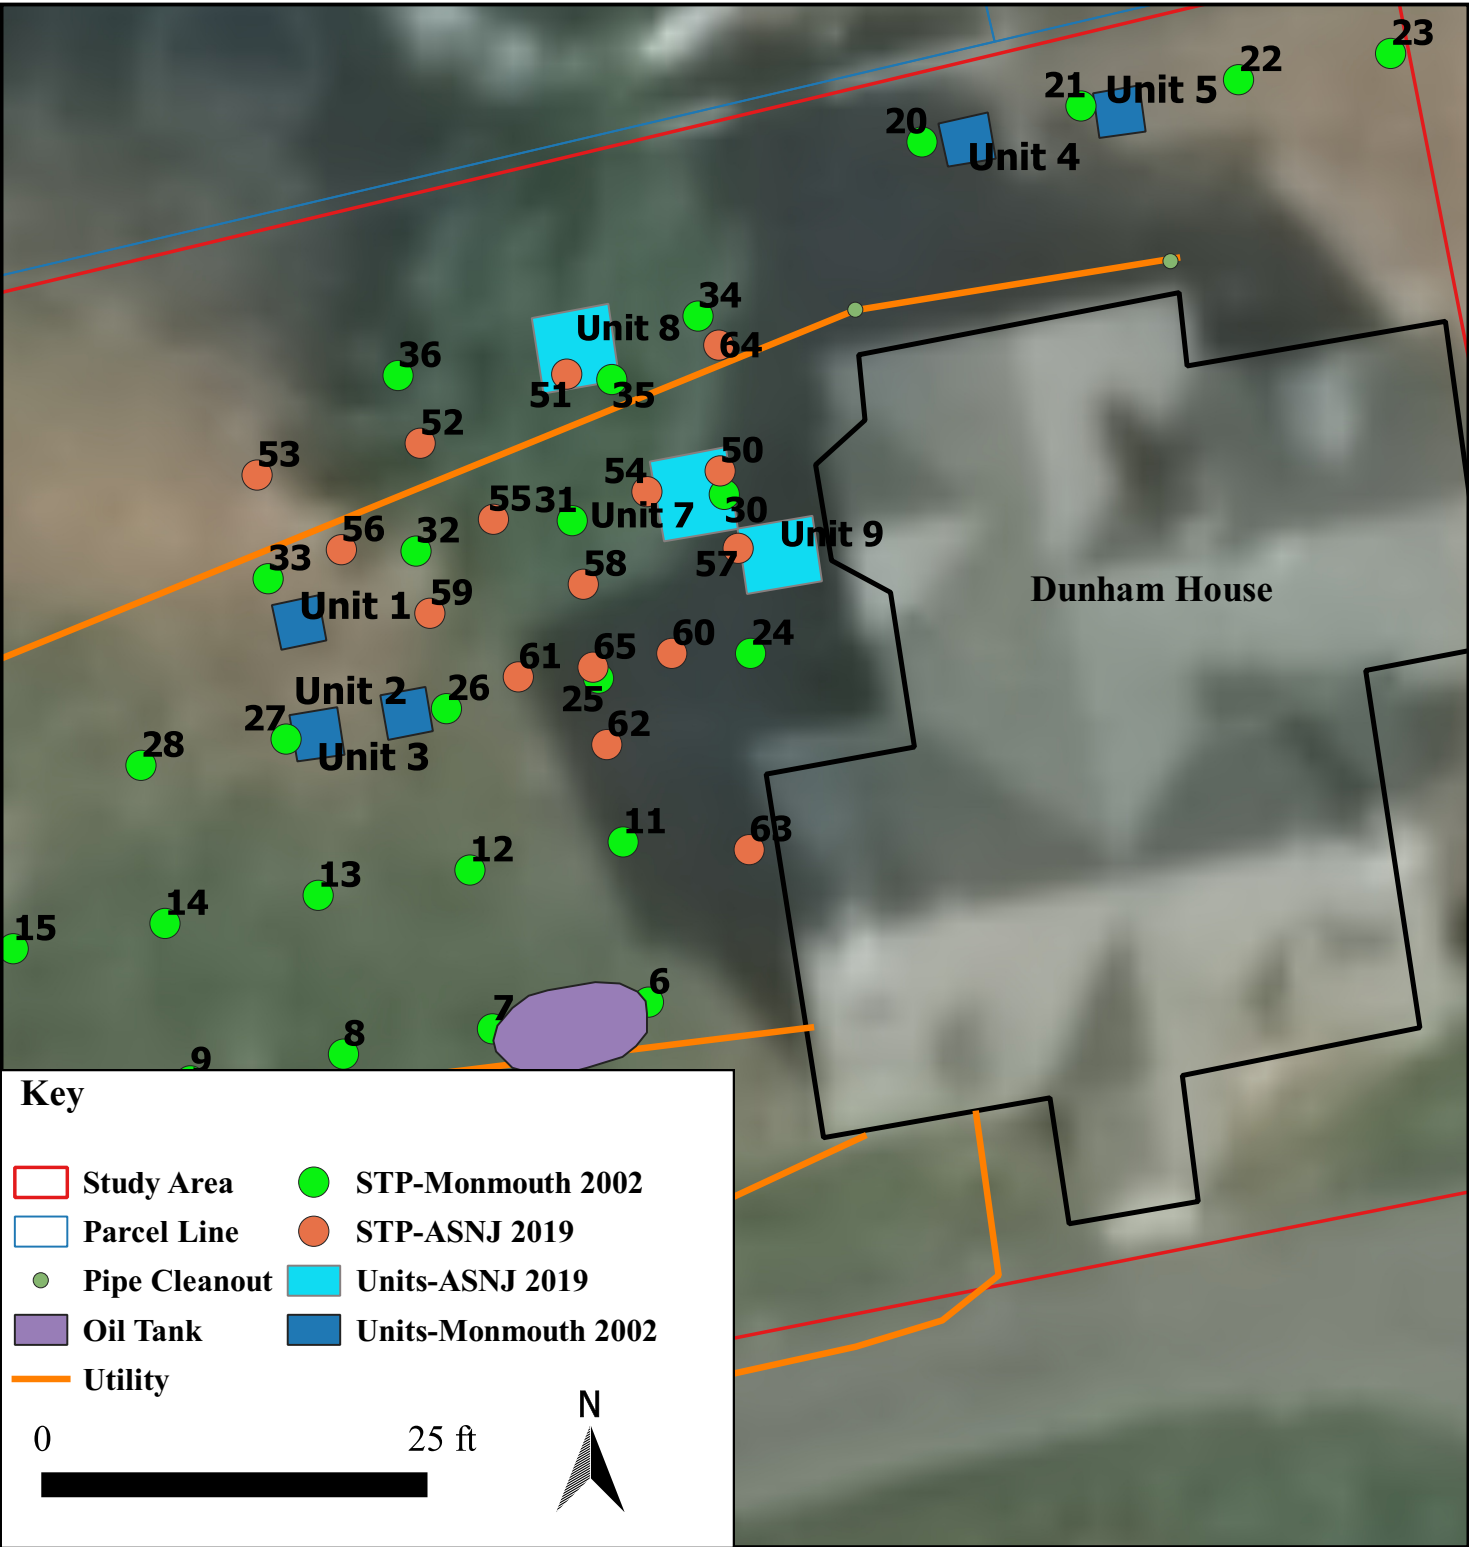 23
22
21
Unit 5
20
Unit 4
34
Unit 8
64
36
51
35
52
53
50
54
55
31
30
Unit 7
Unit 9
56
32
57
33
58
Dunham House
59
Unit 1
24
60
65
61
26
Unit 2
25
27
62
28
Unit 3
11
63
12
13
14
15
6
7
8
9
Key
Study Area
STP-Monmouth 2002
Parcel Line
STP-ASNJ 2019
Pipe Cleanout
Units-ASNJ 2019
Oil Tank
Units-Monmouth 2002
Utility
N
0
25 ft